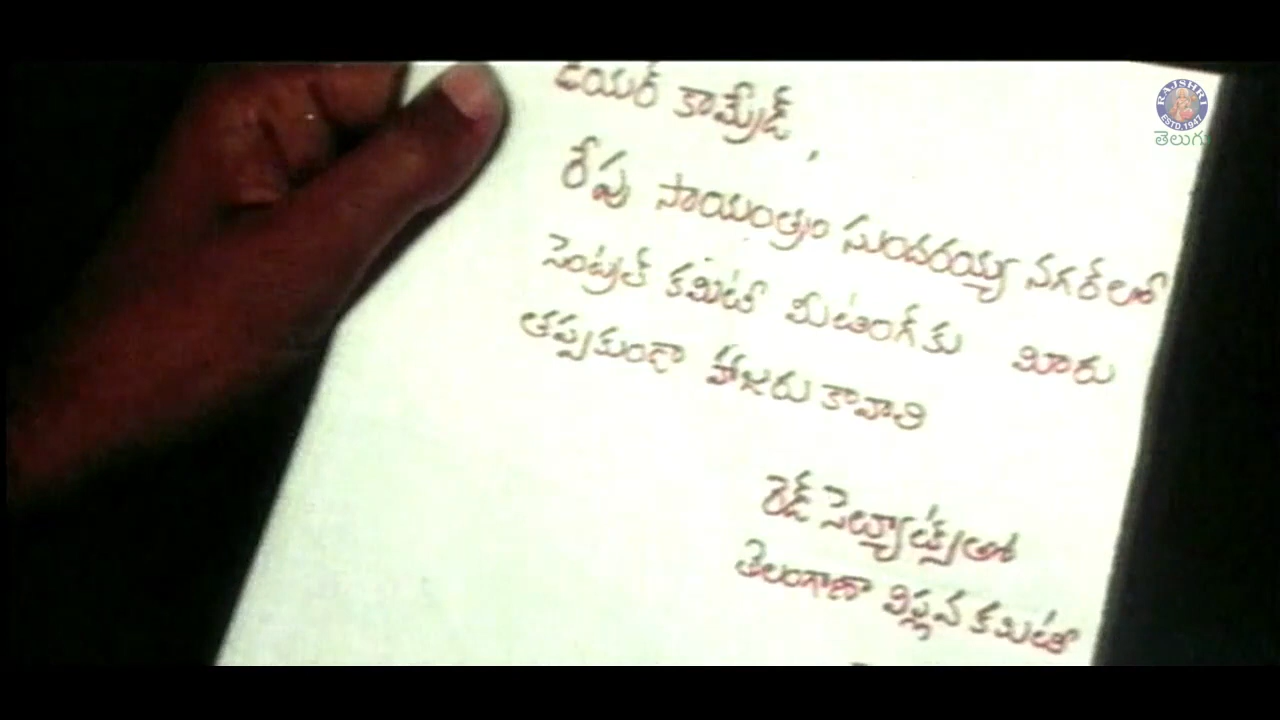 డియర్ కామ్రేడ్,
రేపు సాయంత్రం సుందరయ్య నగర్‌లో
సెంట్రల్ కమిటీ మీటింగ్‌కు మీరు
తప్పకుండా హాజరు కావాలి
రెడ్ సెల్యూట్స్‌తో
తెలంగాణా విప్లవ కమిటీ
RAJSHRI
ESTD 1947
తెలుగు